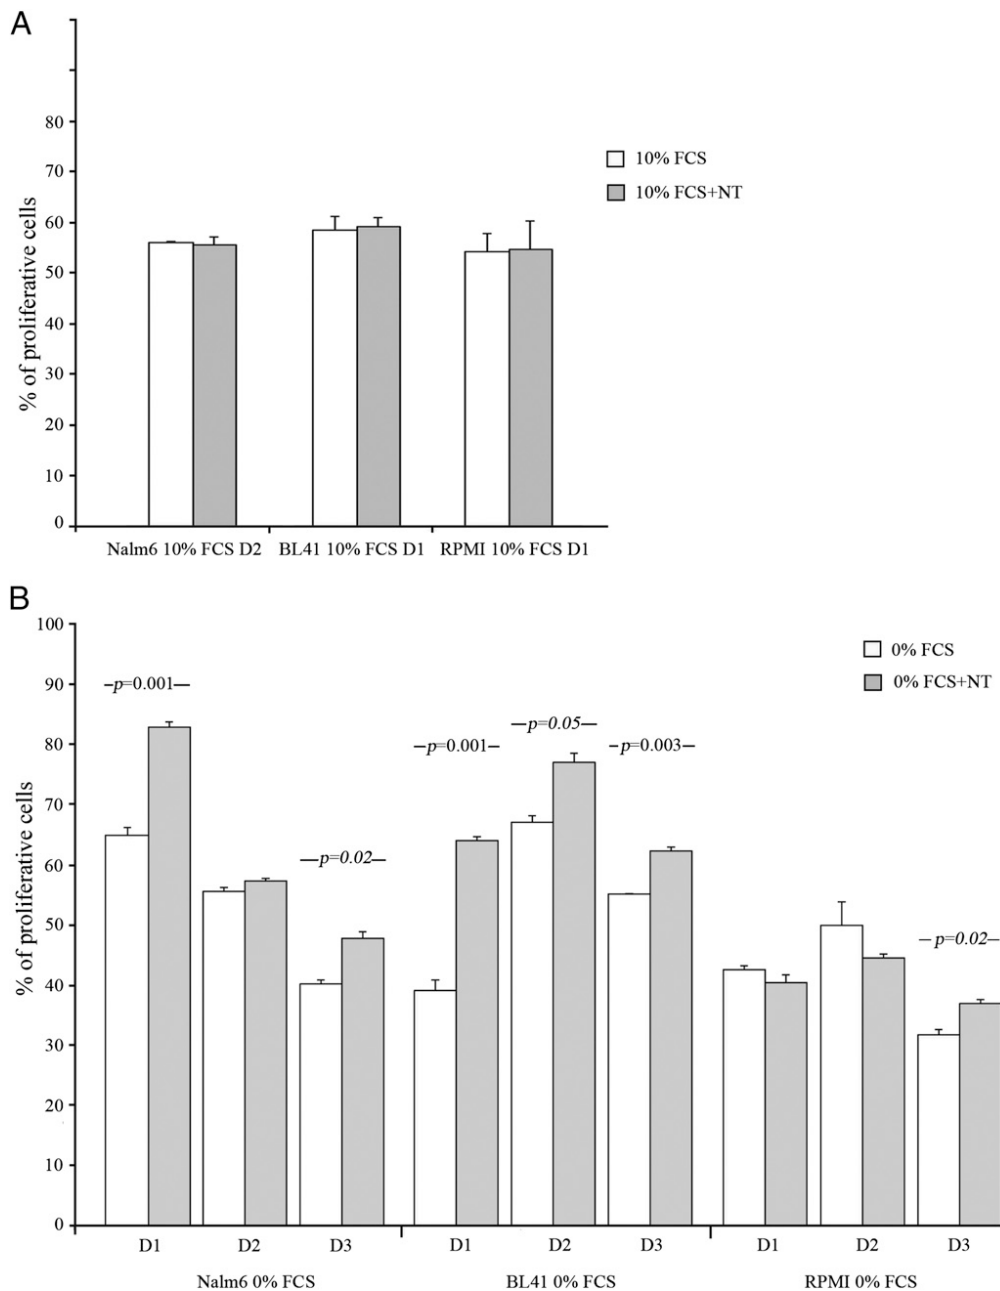 A
% of proliferative cells
80
70
60
50
40
30
20
10
0
10% FCS
10% FCS+NT
Nalm6 10% FCS D2 BL41 10% FCS D1 RPMI 10% FCS D1
B
% of proliferative cells
100
90
80
70
60
50
40
30
20
10
0
0% FCS
0% FCS+NT
p=0.001
p=0.02
p=0.001
p=0.05
p=0.003
p=0.02
D1 D2 D3 D1 D2 D3 D1 D2 D3
Nalm6 0% FCS BL41 0% FCS RPMI 0% FCS